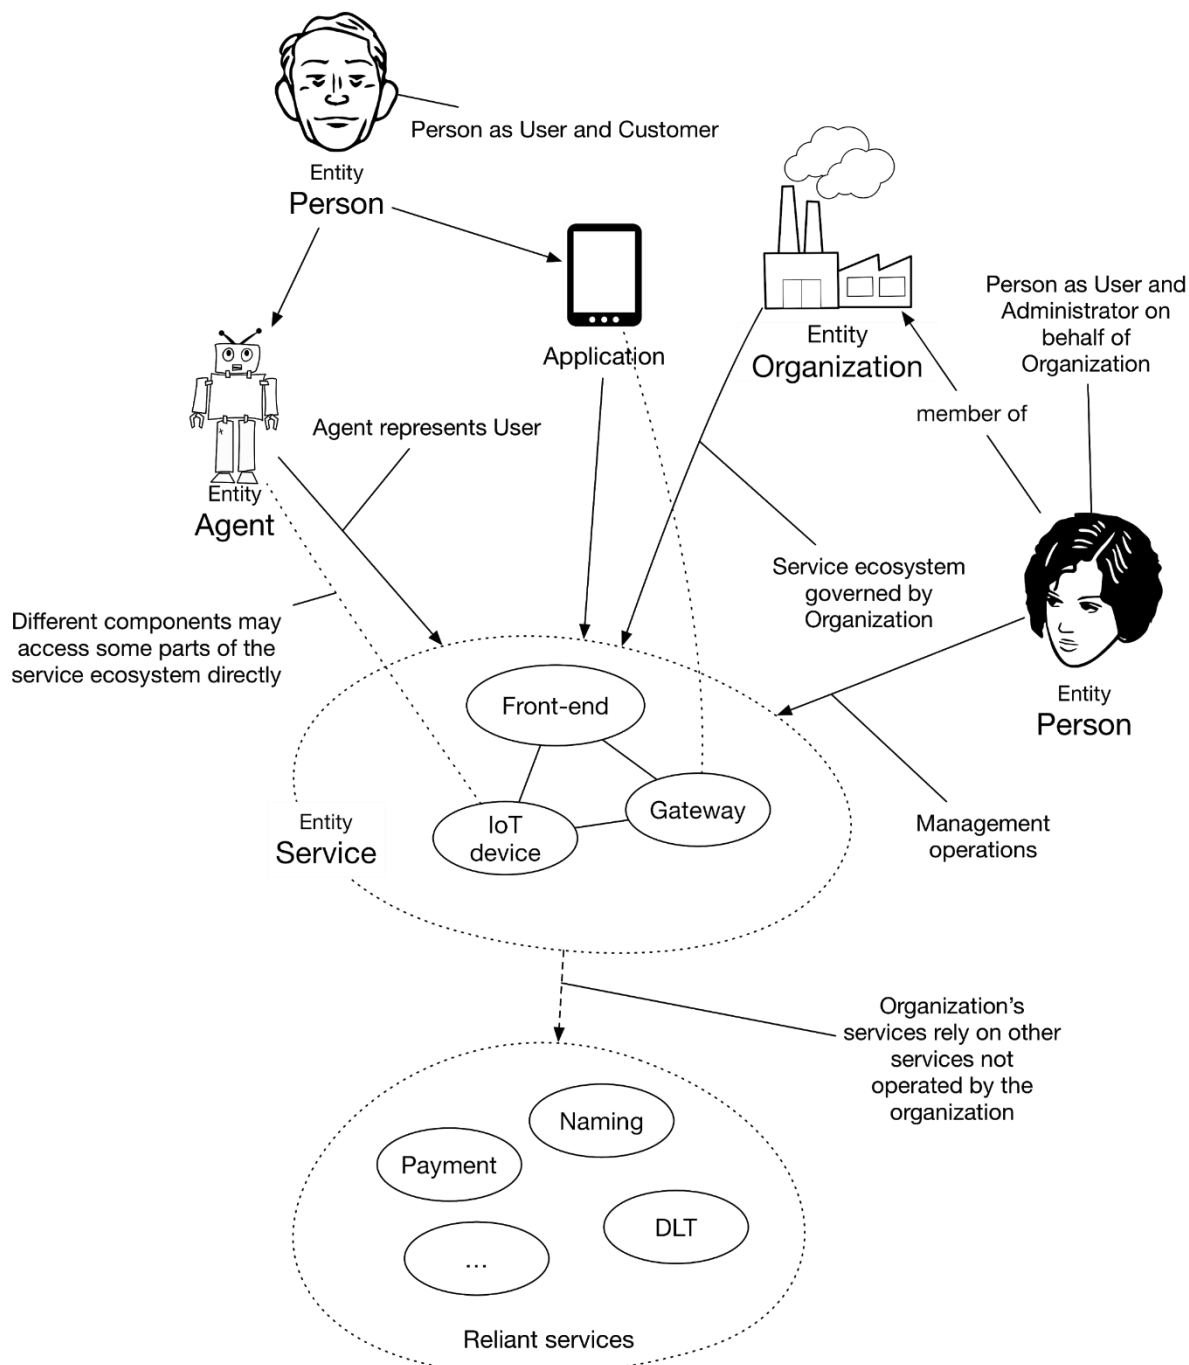 Person as User and Customer
Entity
Person
Application
Entity
Organization
Person as User and
Administrator on
behalf of
Organization
member of
Agent represents User
Entity
Agent
Service ecosystem
governed by
Organization
Different components may
access some parts of the
service ecosystem directly
Entity
Person
Front-end
Gateway
IoT
device
Entity
Service
Management
operations
Organization’s
services rely on other
services not
operated by the
organization
Naming
Payment
DLT
...
Reliant services